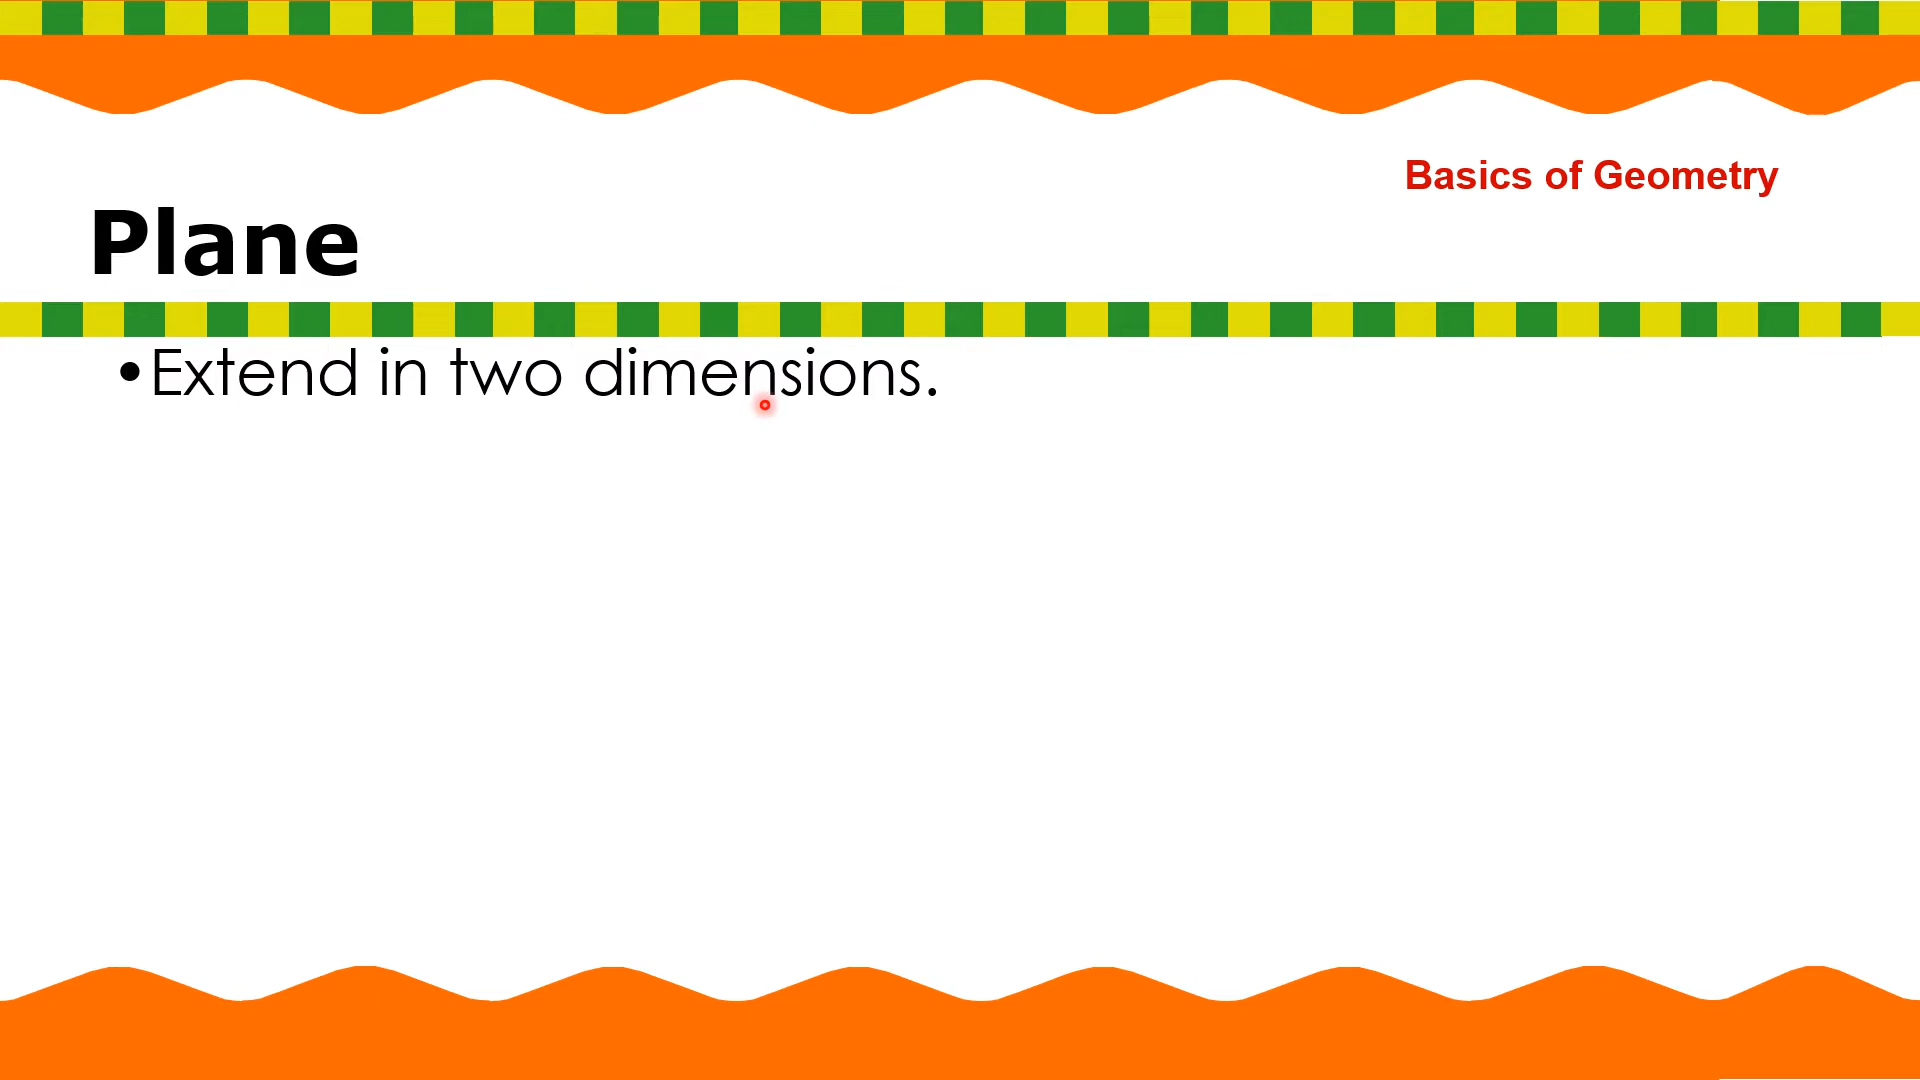 Basics of Geometry
Plane
•Extend in two dimensions.